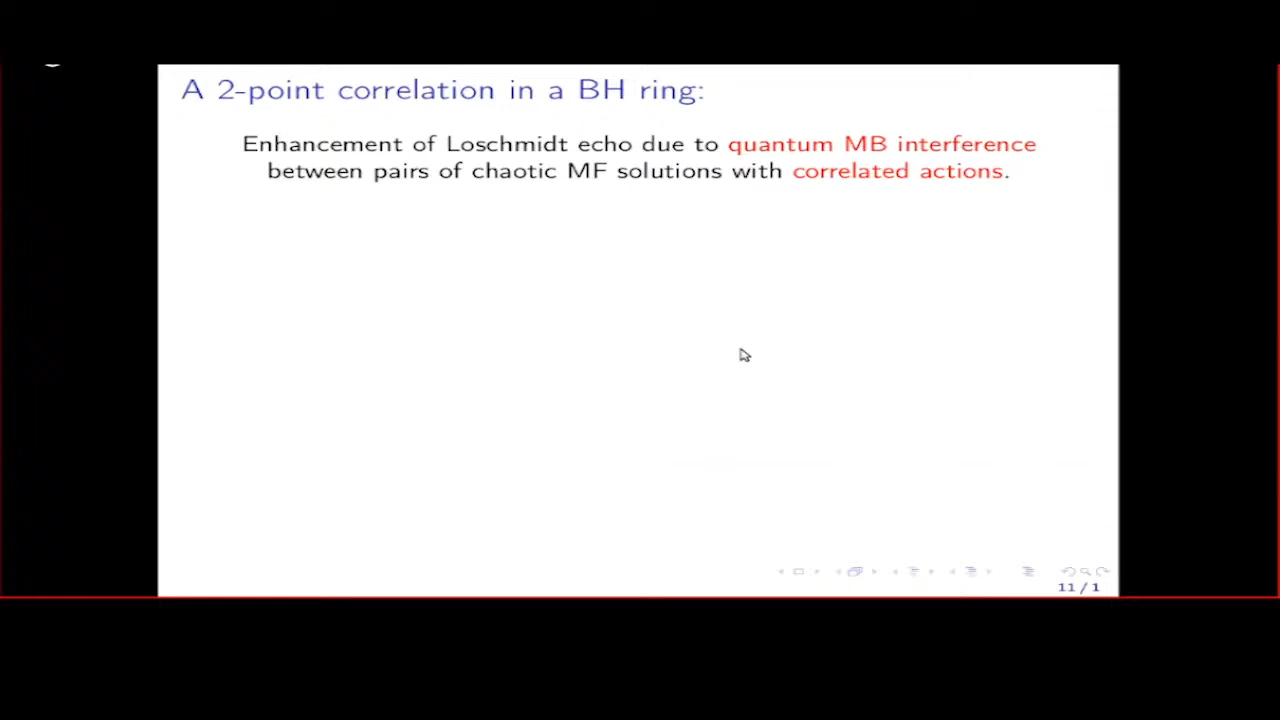 A 2-point correlation in a BH ring:
Enhancement of Loschmidt echo due to quantum MB interference
between pairs of chaotic MF solutions with correlated actions.
11 / 1